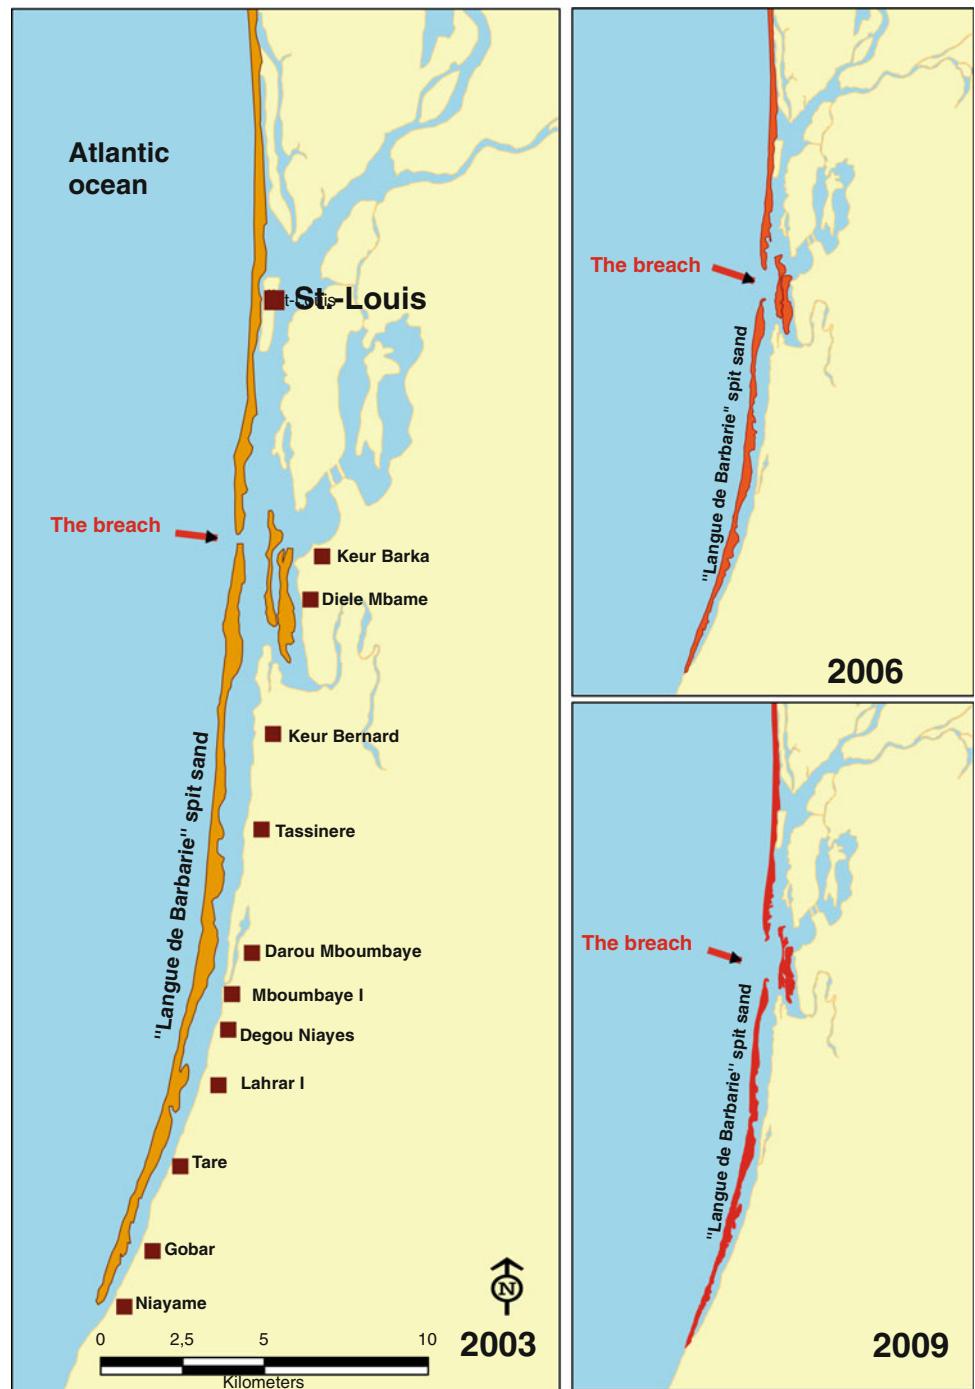 Atlantic
ocean
St.-Louis
The breach
Keur Barka
Diele Mbame
Keur Bernard
"Langue de Barbarie" spit sand
Tassinere
Darou Mboumbaye
Mboumbaye I
Degou Niayes
Lahrar I
Tare
Gobar
Niayame
N
0 2,5 5 10
Kilometers
2003
The breach
"Langue de Barbarie" spit sand
2006
The breach
"Langue de Barbarie" spit sand
2009